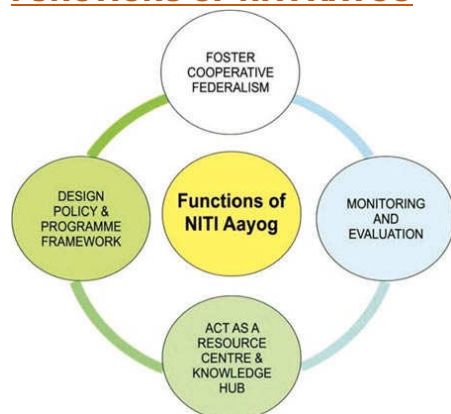 FOSTER
COOPERATIVE
FEDERALISM
DESIGN
POLICY &
PROGRAMME
FRAMEWORK
Functions of
NITI Aayog
MONITORING
AND
EVALUATION
ACT AS A
RESOURCE
CENTRE &
KNOWLEDGE
HUB